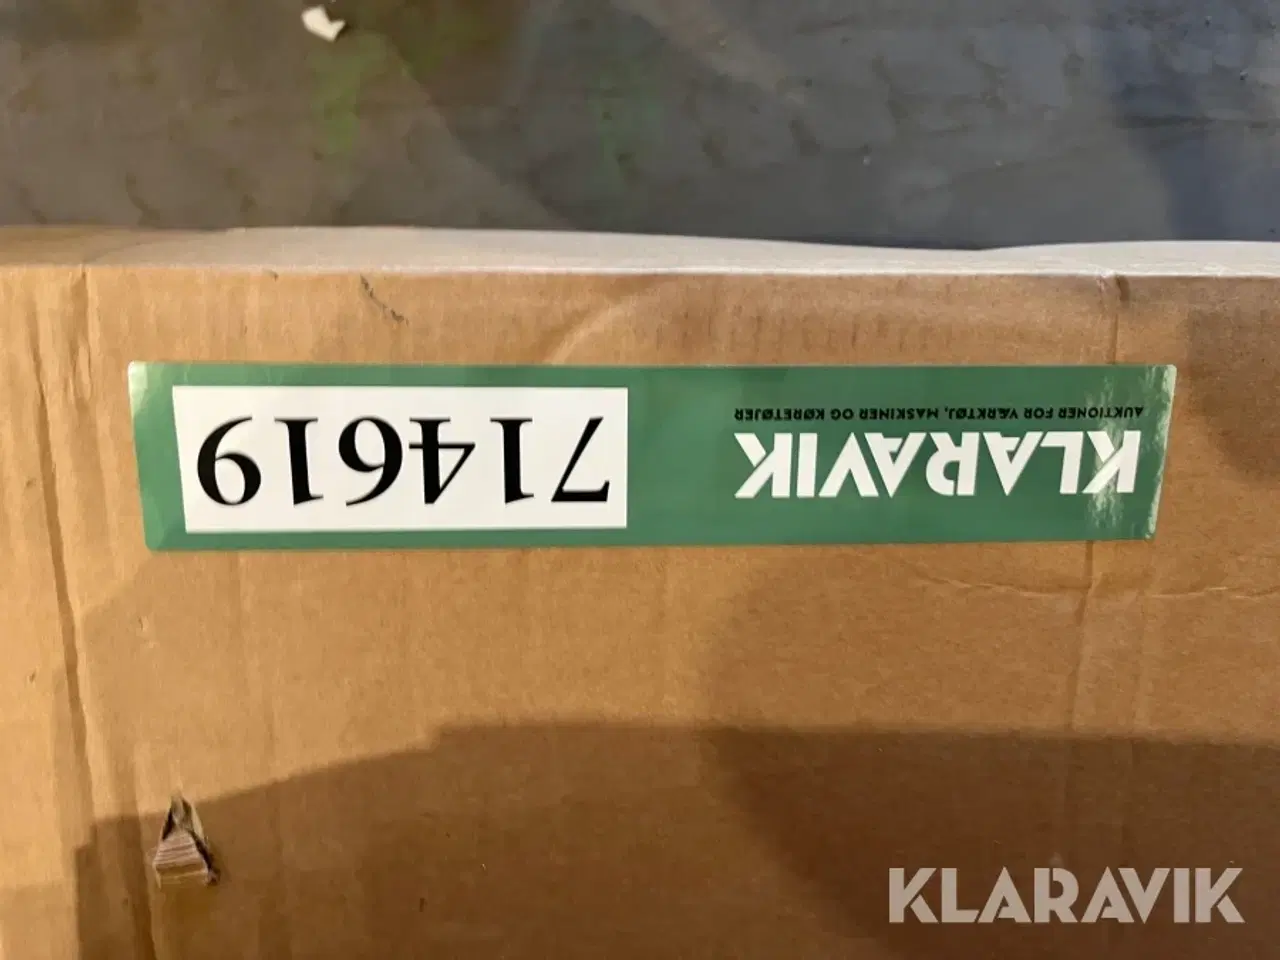 KLARAVIK
AUKTIONER FOR VÆRKTØJ, MASKINER OG KØRETØJER
714619
KLARAVIK